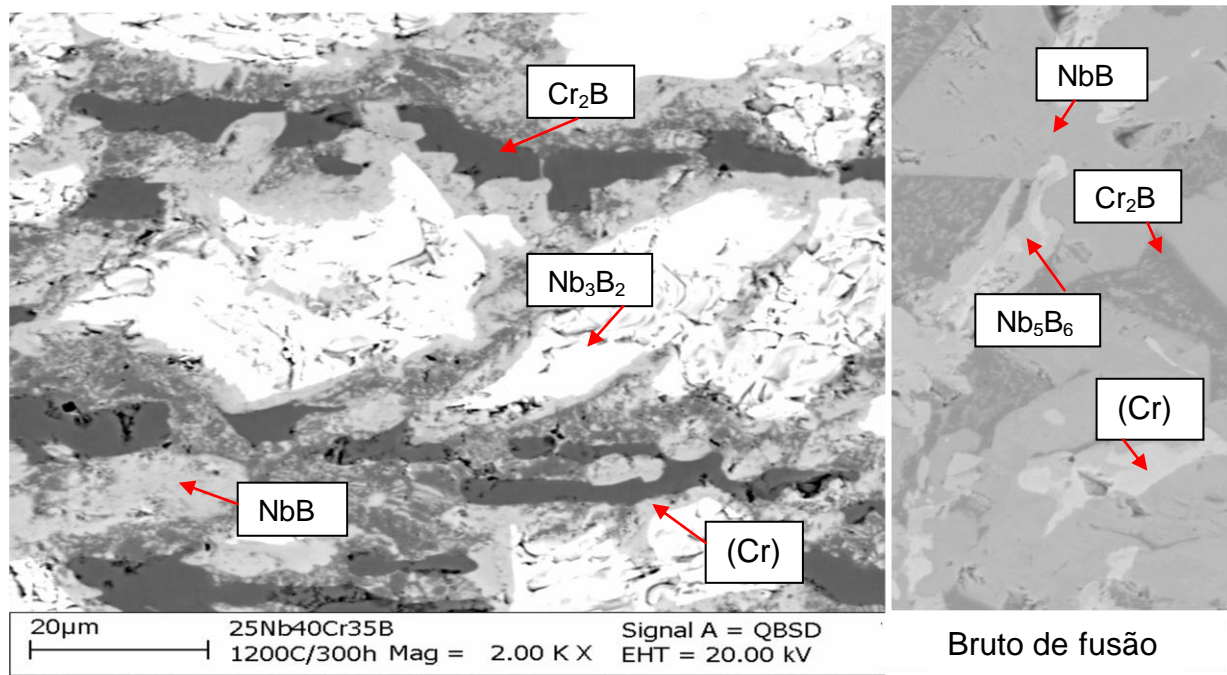 Cr₂B
Nb₃B₂
NbB
(Cr)
20µm
25Nb40Cr35B
1200C/300h Mag = 2.00 K X
Signal A = QBSD
EHT = 20.00 kV
NbB
Cr₂B
Nb₅B₆
(Cr)
Bruto de fusão